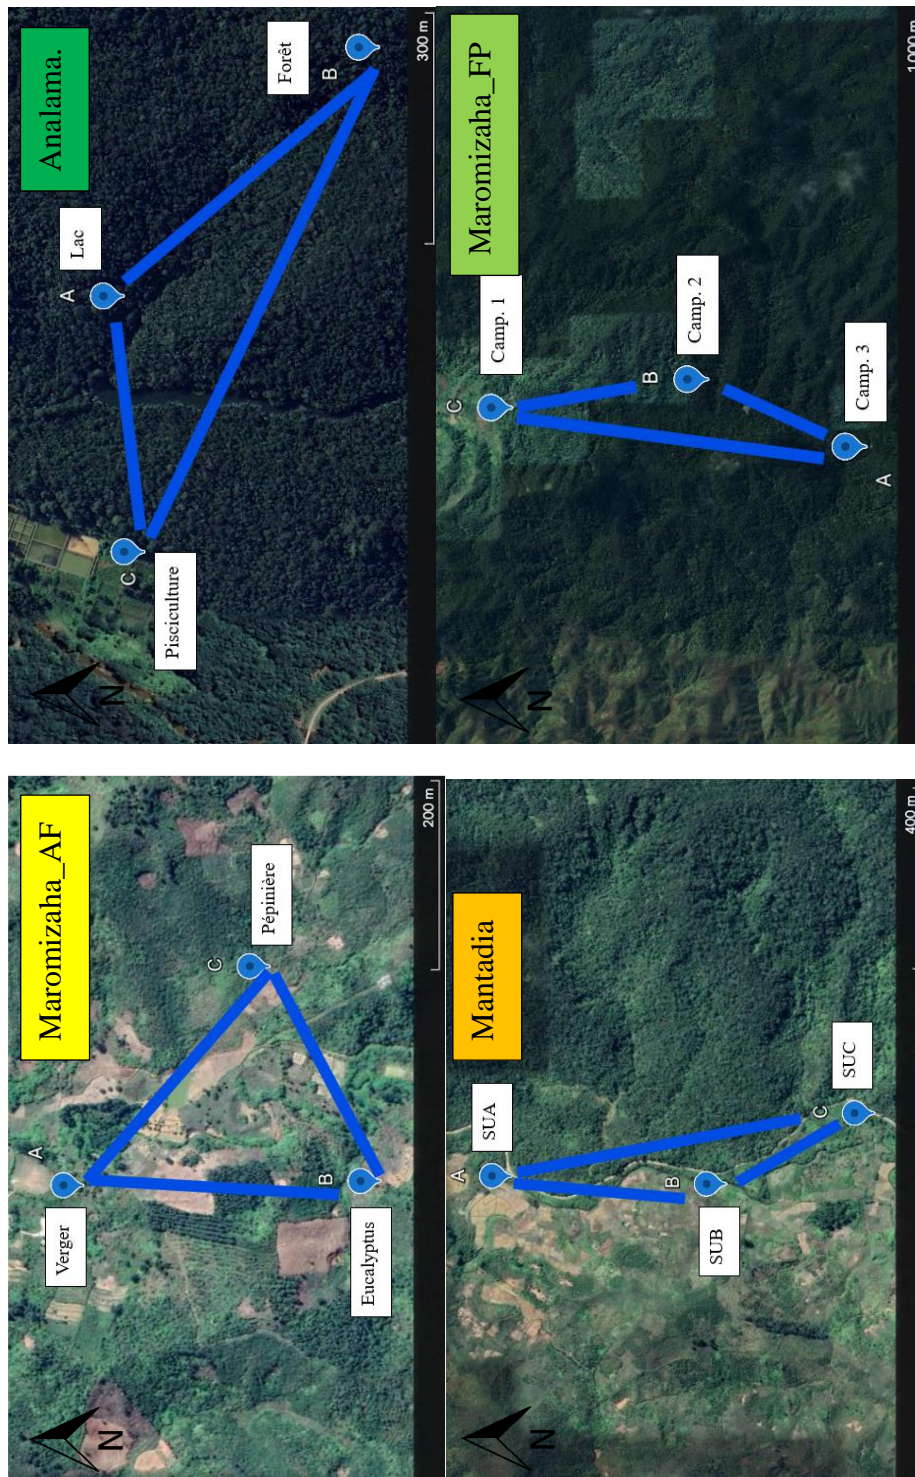 Analama.
Forêt
B
Lac
A
C
Pisciculture
N
300 m
Maromizaha_FP
Camp. 1
C
B
Camp. 2
Camp. 3
A
N
1000 m
Maromizaha_AF
Pépinière
C
A
Verger
B
Eucalyptus
N
200 m
Mantadia
SUA
A
B
SUB
C
SUC
N
400 m